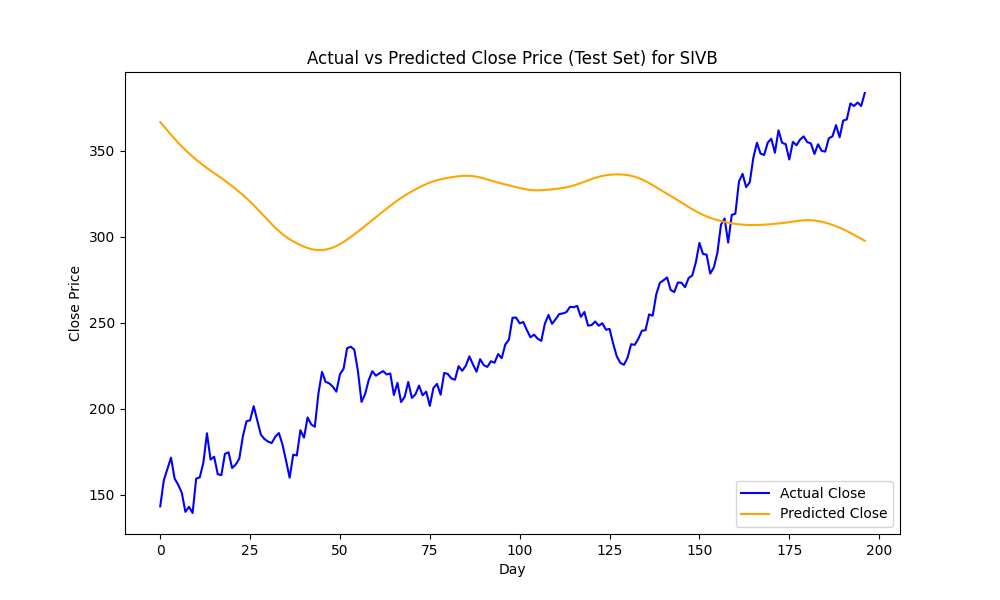 Actual vs Predicted Close Price (Test Set) for SIVB
Close Price
350
300
250
200
150
0 25 50 75 100 125 150 175 200
Day
Actual Close
Predicted Close